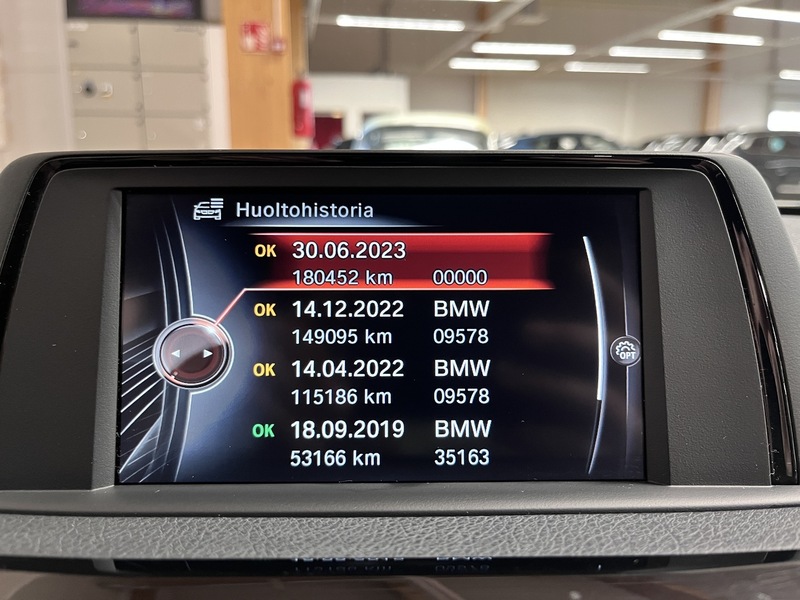 Huoltohistoria
OK 30.06.2023
180452 km 00000
OK 14.12.2022 BMW
149095 km 09578
OK 14.04.2022 BMW
115186 km 09578
OK 18.09.2019 BMW
53166 km 35163
OPT